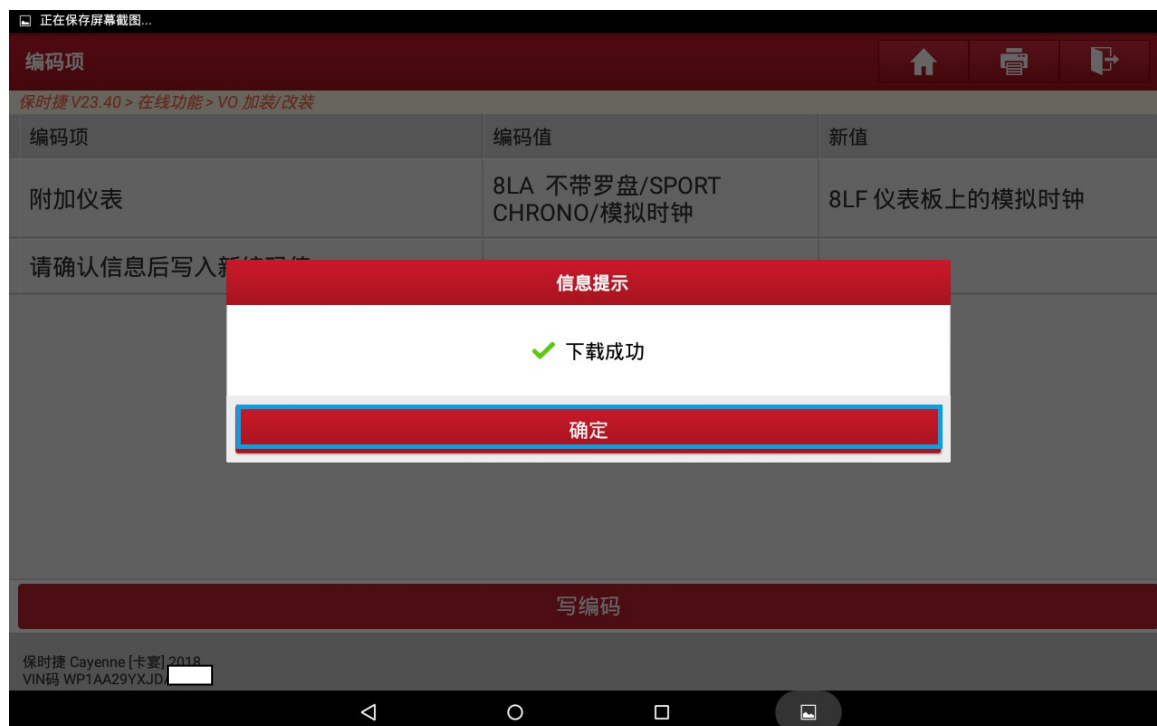 正在保存屏幕截图...
编码项
保时捷 V23.40 > 在线功能 > VO 加装/改装
编码项 编码值 新值
附加仪表 8LA 不带罗盘/SPORT CHRONO/模拟时钟 8LF 仪表板上的模拟时钟
请确认信息后写入新编码值
信息提示
下载成功
确定
写编码
保时捷 Cayenne [卡宴] 2018
VIN码 WP1AA29YXJD